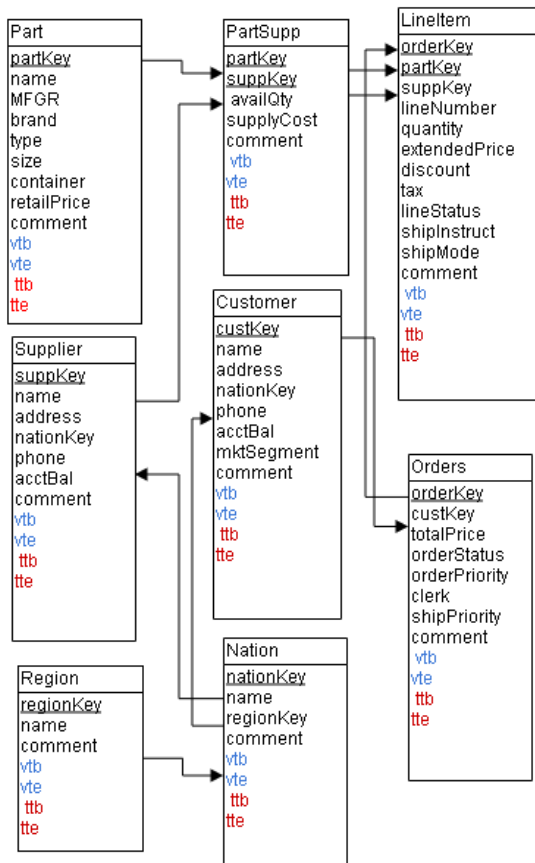 Part
partKey
name
MFGR
brand
type
size
container
retailPrice
comment
vtb
vte
ttb
tte
PartSupp
partKey
suppKey
availQty
supplyCost
comment
vtb
vte
ttb
tte
LineItem
orderKey
partKey
suppKey
lineNumber
quantity
extendedPrice
discount
tax
lineStatus
shipInstruct
shipMode
comment
vtb
vte
ttb
tte
Supplier
suppKey
name
address
nationKey
phone
acctBal
comment
vtb
vte
ttb
tte
Customer
custKey
name
address
nationKey
phone
acctBal
mktSegment
comment
vtb
vte
ttb
tte
Orders
orderKey
custKey
totalPrice
orderStatus
orderPriority
clerk
shipPriority
comment
vtb
vte
ttb
tte
Region
regionKey
name
comment
vtb
vte
ttb
tte
Nation
nationKey
name
regionKey
comment
vtb
vte
ttb
tte